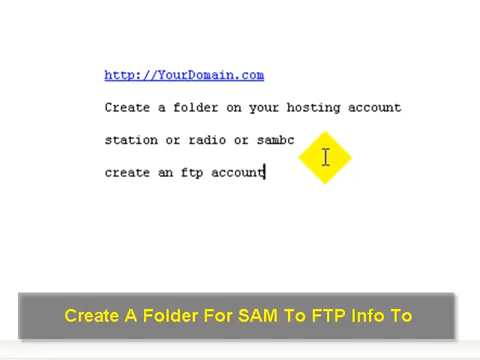 http://YourDomain.com
Create a folder on your hosting account
station or radio or sambc
create an ftp account
Create A Folder For SAM To FTP Info To